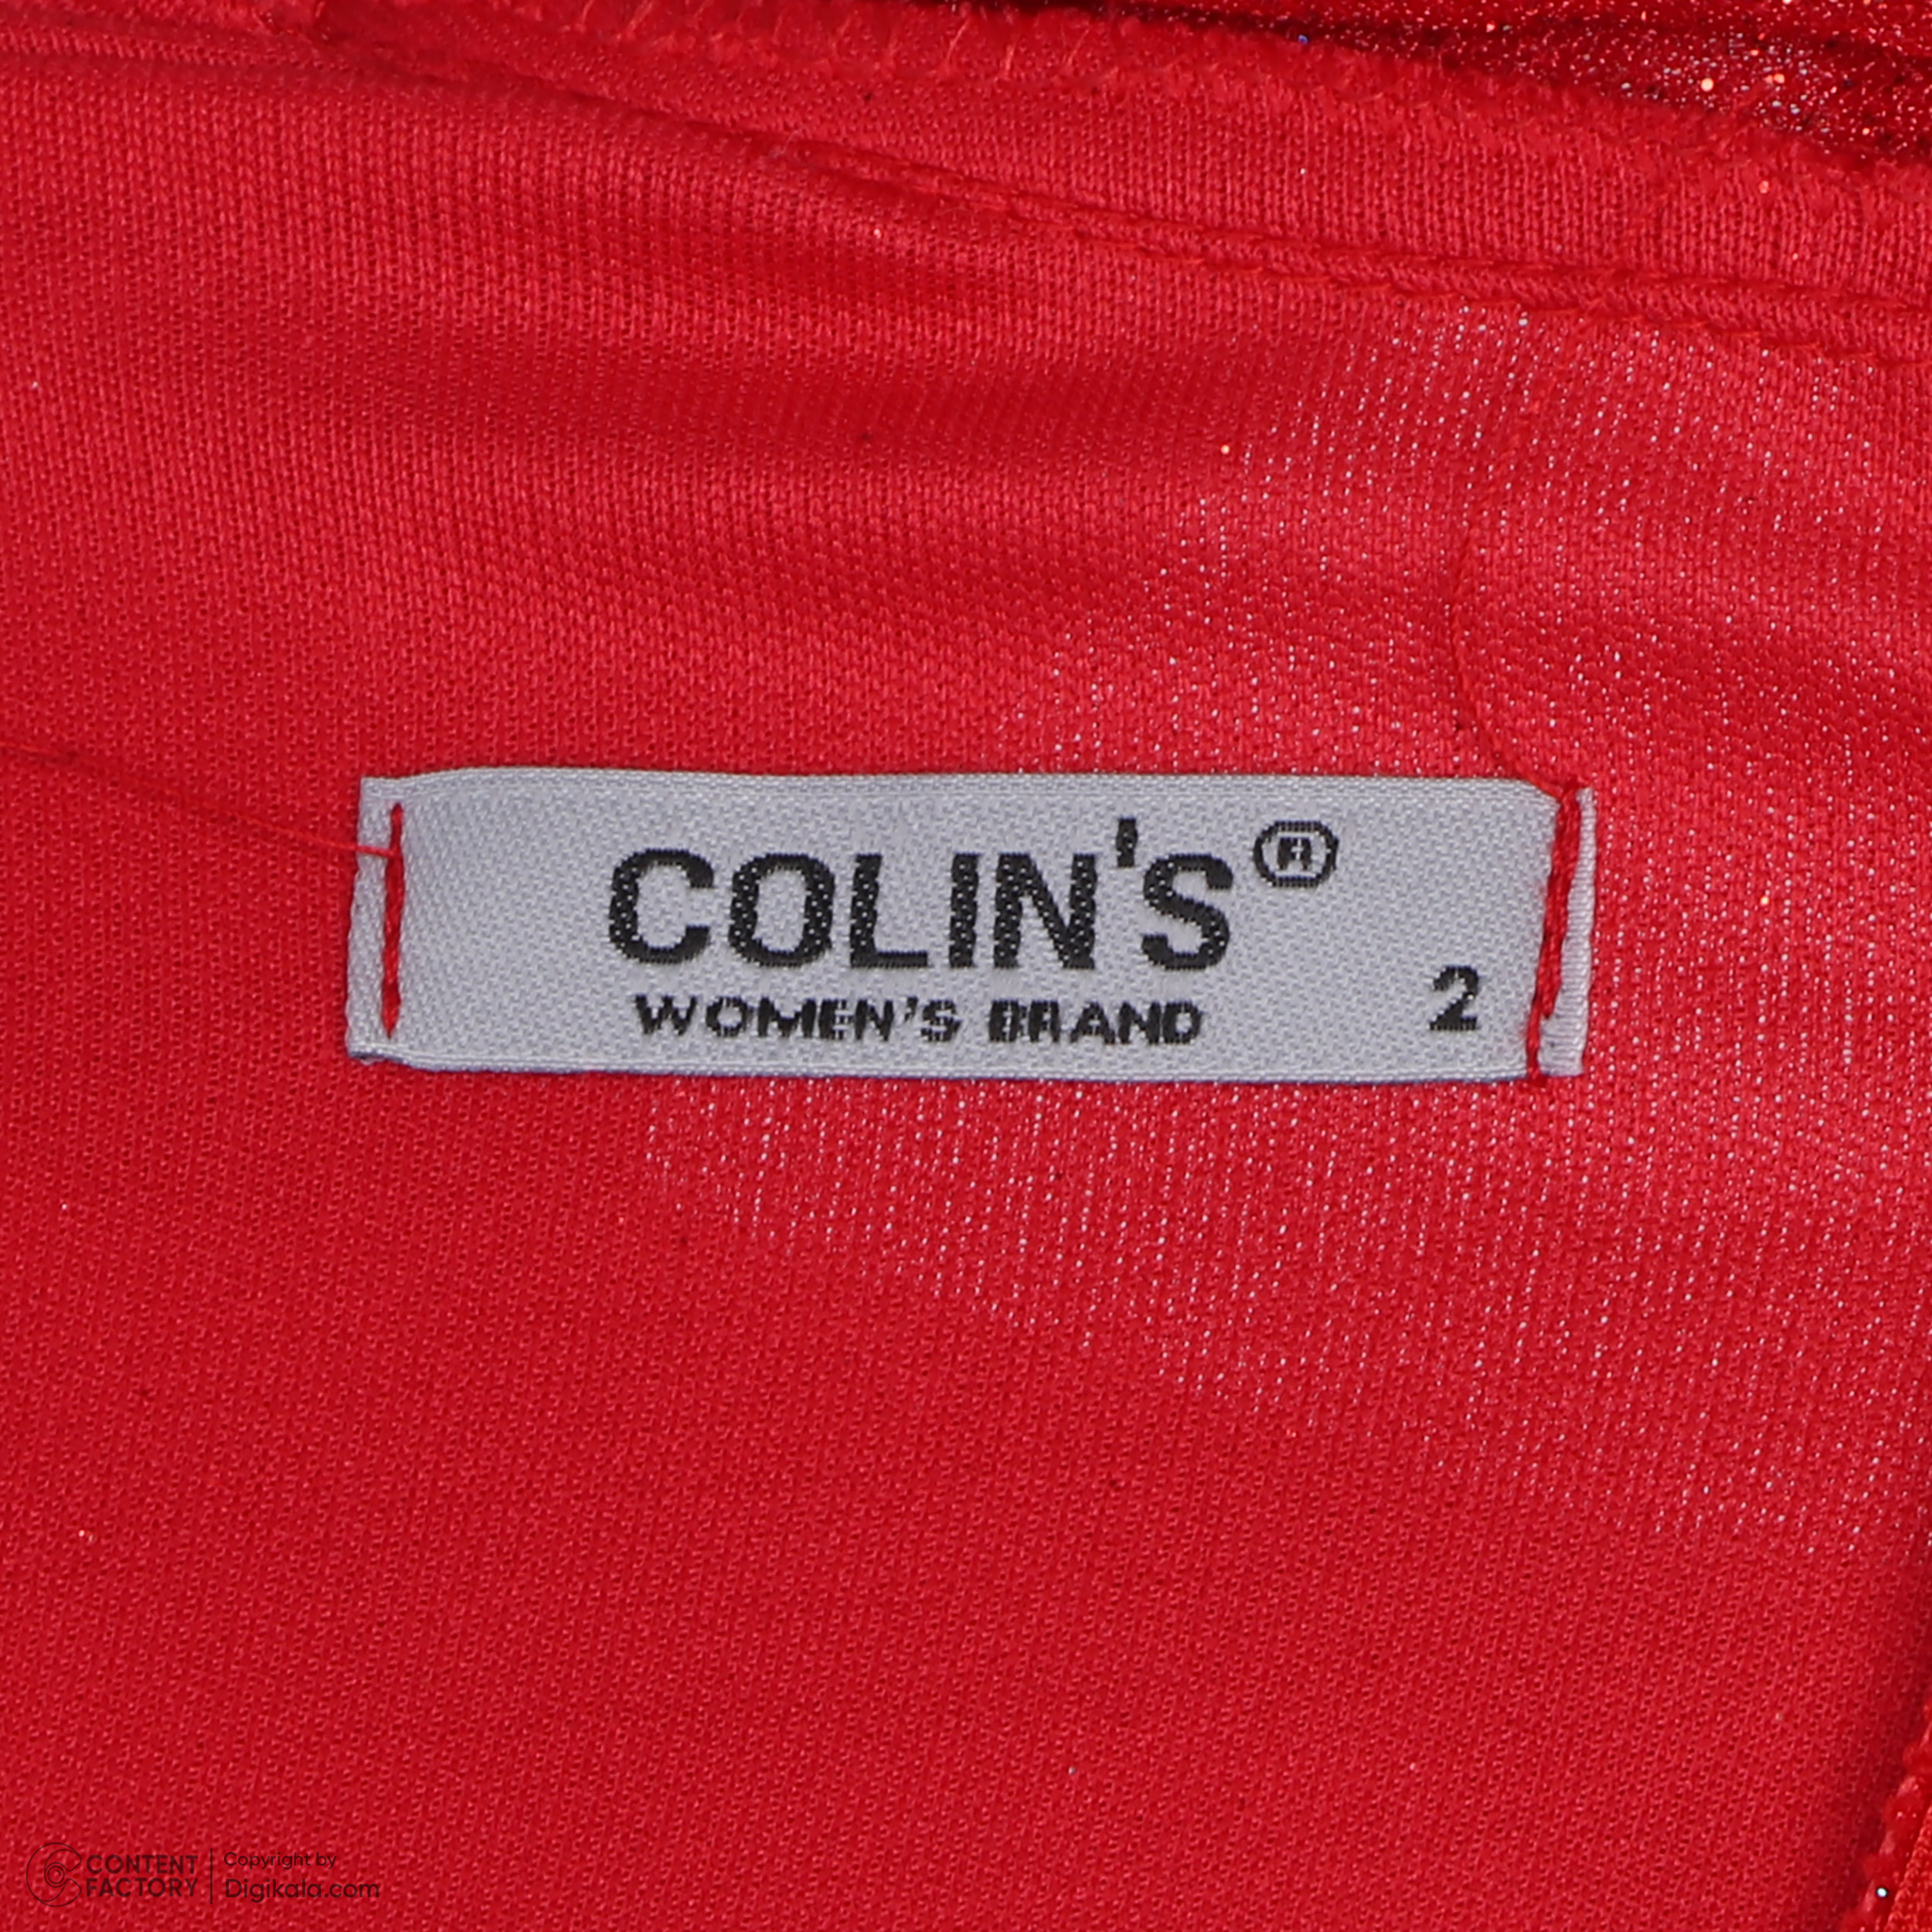 COLIN'S®
WOMEN'S BRAND
2
CONTENT FACTORY
Copyright by
Digikala.com